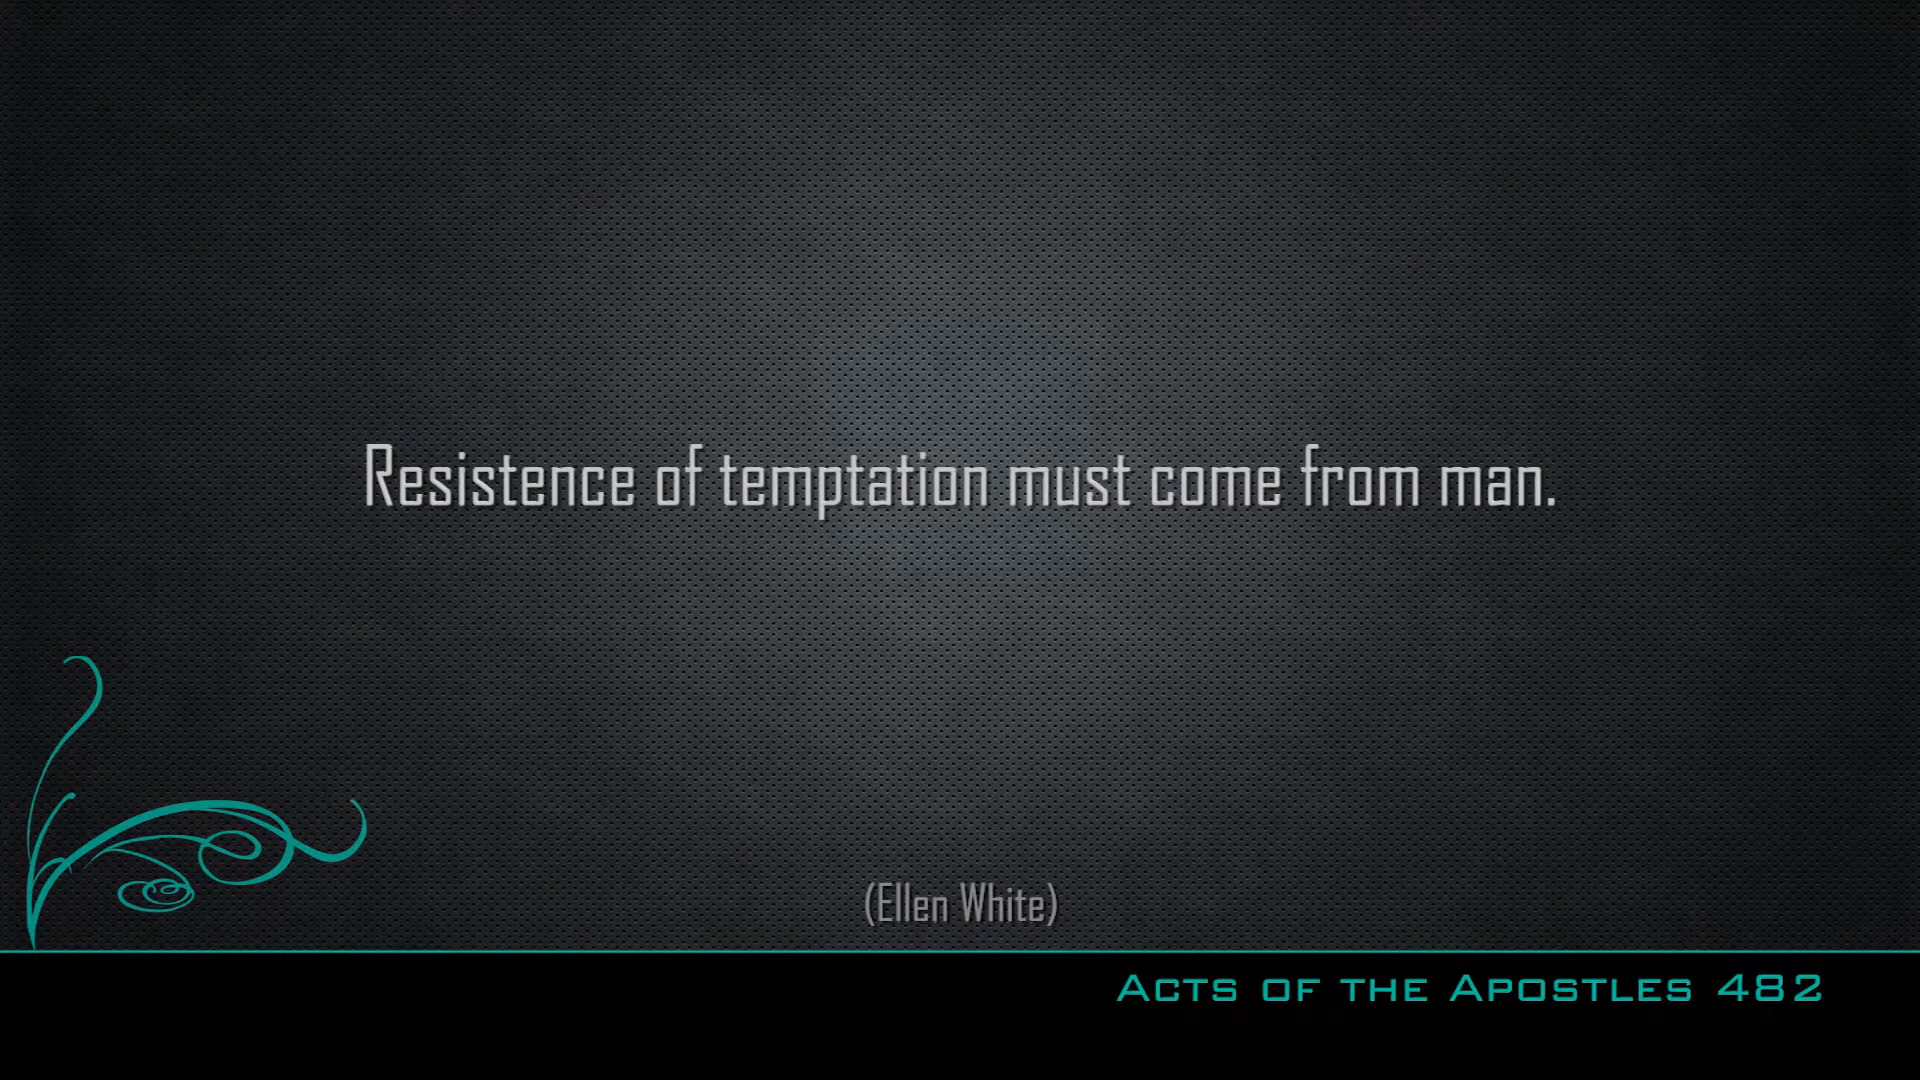 Resistence of temptation must come from man.
(Ellen White)
Acts of the Apostles 482